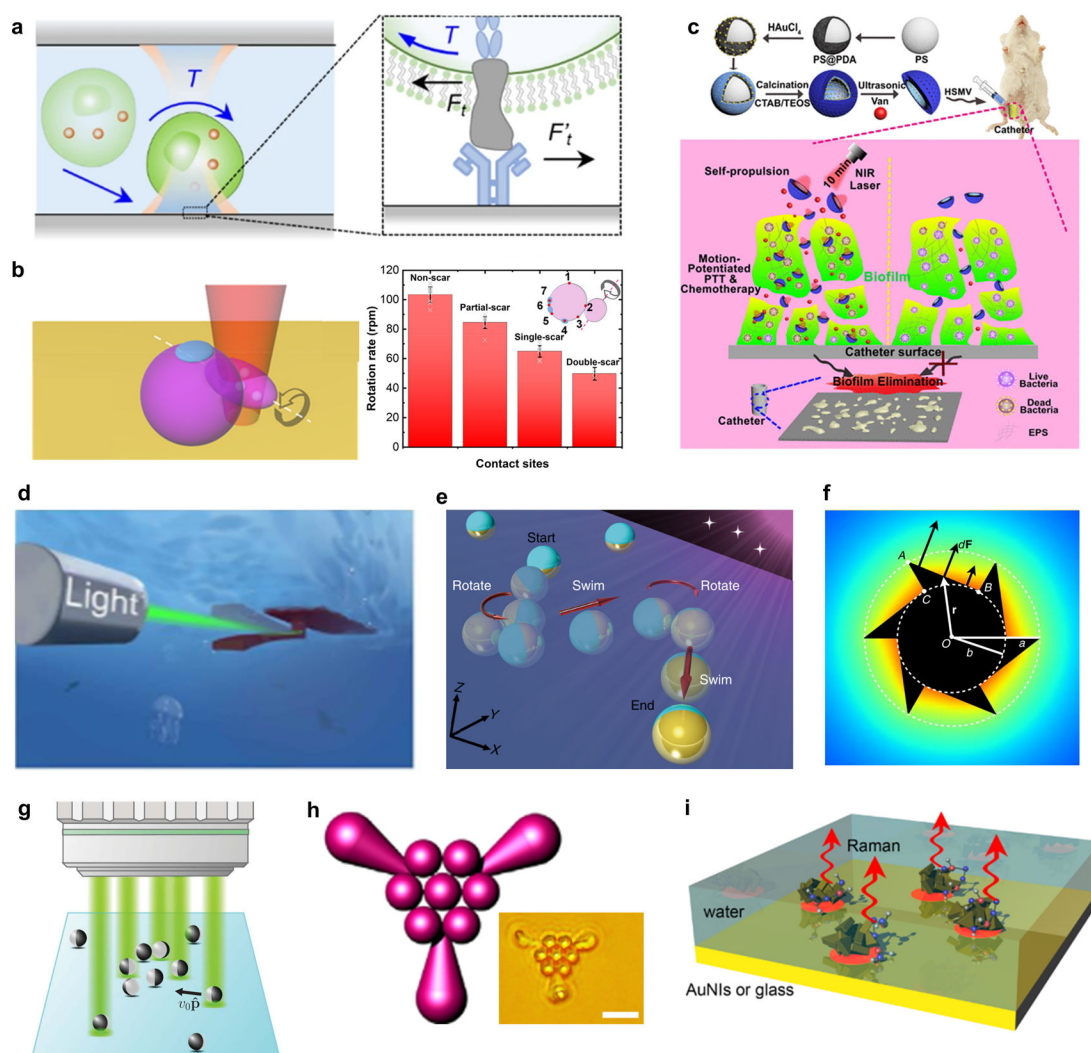 a
T
T
Fₜ
F'ₜ
b
Rotation rate (rpm)
120
100
80
60
40
20
0
Non-scar
Partial-scar
Single-scar
Double-scar
1
7
6
5
4
3
2
Contact sites
c
HAuCl₄
PS@PDA
PS
Calcination
CTAB/TEOS
Ultrasonic
Van
HSMV
Catheter
Self-propulsion
10 min
NIR
Laser
Motion-
Potentiated
PTT &
Chemotherapy
Biofilm
Catheter surface
Biofilm Elimination
Catheter
Live
Bacteria
Dead
Bacteria
EPS
d
Light
e
Start
Rotate
Swim
Rotate
Swim
End
Z
Y
X
f
A
dF
C
B
r
O
a
b
g
v₀p̂
h
i
Raman
water
AuNIs or glass